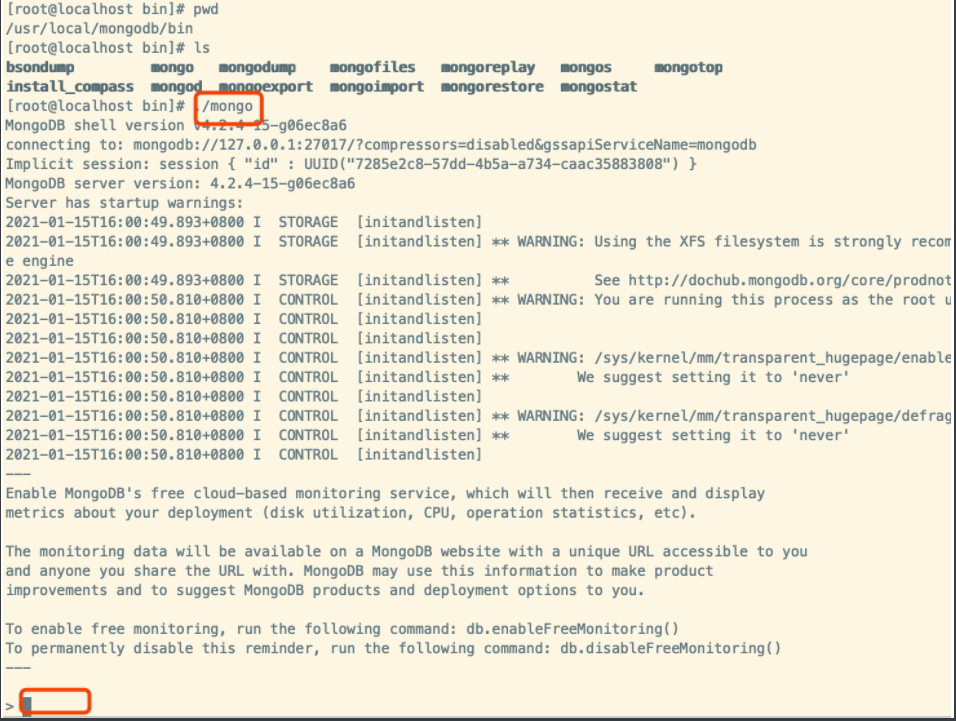 [root@localhost bin]# pwd
/usr/local/mongodb/bin
[root@localhost bin]# ls
bsondump mongo mongodump mongofiles mongoreplay mongos mongotop
install_compass mongod mongoexport mongoimport mongorestore mongostat
[root@localhost bin]# ./mongo
MongoDB shell version v4.2.4-15-g06ec8a6
connecting to: mongodb://127.0.0.1:27017/?compressors=disabled&gssapiServiceName=mongodb
Implicit session: session { "id" : UUID("7285e2c8-57dd-4b5a-a734-caac35883808") }
MongoDB server version: 4.2.4-15-g06ec8a6
Server has startup warnings:
2021-01-15T16:00:49.893+0800 I STORAGE [initandlisten]
2021-01-15T16:00:49.893+0800 I STORAGE [initandlisten] ** WARNING: Using the XFS filesystem is strongly recom
e engine
2021-01-15T16:00:49.893+0800 I STORAGE [initandlisten] ** See http://dochub.mongodb.org/core/prodnot
2021-01-15T16:00:50.810+0800 I CONTROL [initandlisten] ** WARNING: You are running this process as the root u
2021-01-15T16:00:50.810+0800 I CONTROL [initandlisten]
2021-01-15T16:00:50.810+0800 I CONTROL [initandlisten]
2021-01-15T16:00:50.810+0800 I CONTROL [initandlisten] ** WARNING: /sys/kernel/mm/transparent_hugepage/enable
2021-01-15T16:00:50.810+0800 I CONTROL [initandlisten] ** We suggest setting it to 'never'
2021-01-15T16:00:50.810+0800 I CONTROL [initandlisten]
2021-01-15T16:00:50.810+0800 I CONTROL [initandlisten] ** WARNING: /sys/kernel/mm/transparent_hugepage/defrag
2021-01-15T16:00:50.810+0800 I CONTROL [initandlisten] ** We suggest setting it to 'never'
2021-01-15T16:00:50.810+0800 I CONTROL [initandlisten]
---
Enable MongoDB's free cloud-based monitoring service, which will then receive and display
metrics about your deployment (disk utilization, CPU, operation statistics, etc).
The monitoring data will be available on a MongoDB website with a unique URL accessible to you
and anyone you share the URL with. MongoDB may use this information to make product
improvements and to suggest MongoDB products and deployment options to you.
To enable free monitoring, run the following command: db.enableFreeMonitoring()
To permanently disable this reminder, run the following command: db.disableFreeMonitoring()
---
>